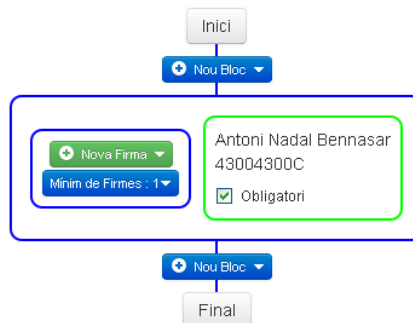 Inici
Nou Bloc
Nova Firma
Mínim de Firmes : 1
Antoni Nadal Bennasar
43004300C
Obligatori
Nou Bloc
Final